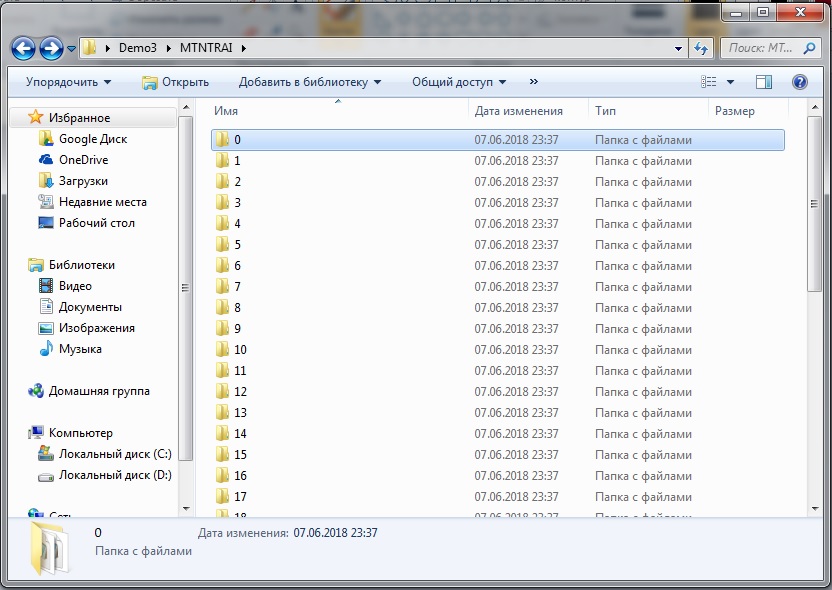 Demo3 ▸ MTNTRAI ▸
Поиск: MT...
Упорядочить Открыть Добавить в библиотеку Общий доступ »
Имя Дата изменения Тип Размер
Избранное
Google Диск
OneDrive
Загрузки
Недавние места
Рабочий стол
Библиотеки
Видео
Документы
Изображения
Музыка
Домашняя группа
Компьютер
Локальный диск (C:)
Локальный диск (D:)
Сеть
0 07.06.2018 23:37 Папка с файлами
1 07.06.2018 23:37 Папка с файлами
2 07.06.2018 23:37 Папка с файлами
3 07.06.2018 23:37 Папка с файлами
4 07.06.2018 23:37 Папка с файлами
5 07.06.2018 23:37 Папка с файлами
6 07.06.2018 23:37 Папка с файлами
7 07.06.2018 23:37 Папка с файлами
8 07.06.2018 23:37 Папка с файлами
9 07.06.2018 23:37 Папка с файлами
10 07.06.2018 23:37 Папка с файлами
11 07.06.2018 23:37 Папка с файлами
12 07.06.2018 23:37 Папка с файлами
13 07.06.2018 23:37 Папка с файлами
14 07.06.2018 23:37 Папка с файлами
15 07.06.2018 23:37 Папка с файлами
16 07.06.2018 23:37 Папка с файлами
17 07.06.2018 23:37 Папка с файлами
18 07.06.2018 23:37 Папка с файлами
0 Дата изменения: 07.06.2018 23:37
Папка с файлами